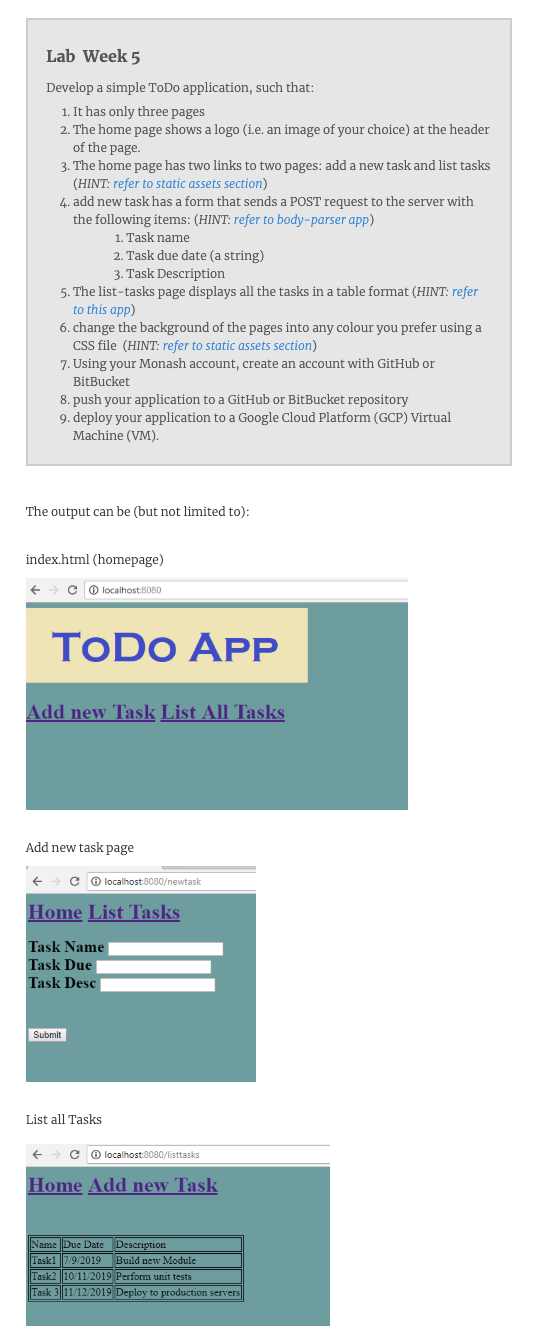 Lab Week 5
Develop a simple ToDo application, such that:
1. It has only three pages
2. The home page shows a logo (i.e. an image of your choice) at the header
of the page.
3. The home page has two links to two pages: add a new task and list tasks
(HINT: refer to static assets section)
4. add new task has a form that sends a POST request to the server with
the following items: (HINT: refer to body-parser app)
1. Task name
2. Task due date (a string)
3. Task Description
5. The list-tasks page displays all the tasks in a table format (HINT: refer
to this app)
6. change the background of the pages into any colour you prefer using a
CSS file (HINT: refer to static assets section)
7. Using your Monash account, create an account with GitHub or
BitBucket
8. push your application to a GitHub or BitBucket repository
9. deploy your application to a Google Cloud Platform (GCP) Virtual
Machine (VM).
The output can be (but not limited to):
index.html (homepage)
localhost:8080
ToDo App
Add new Task List All Tasks
Add new task page
localhost:8080/newtask
Home List Tasks
Task Name
Task Due
Task Desc
Submit
List all Tasks
localhost:8080/listtasks
Home Add new Task
Name Due Date Description
Task1 7/9/2019 Build new Module
Task2 10/11/2019 Perform unit tests
Task 3 11/12/2019 Deploy to production servers